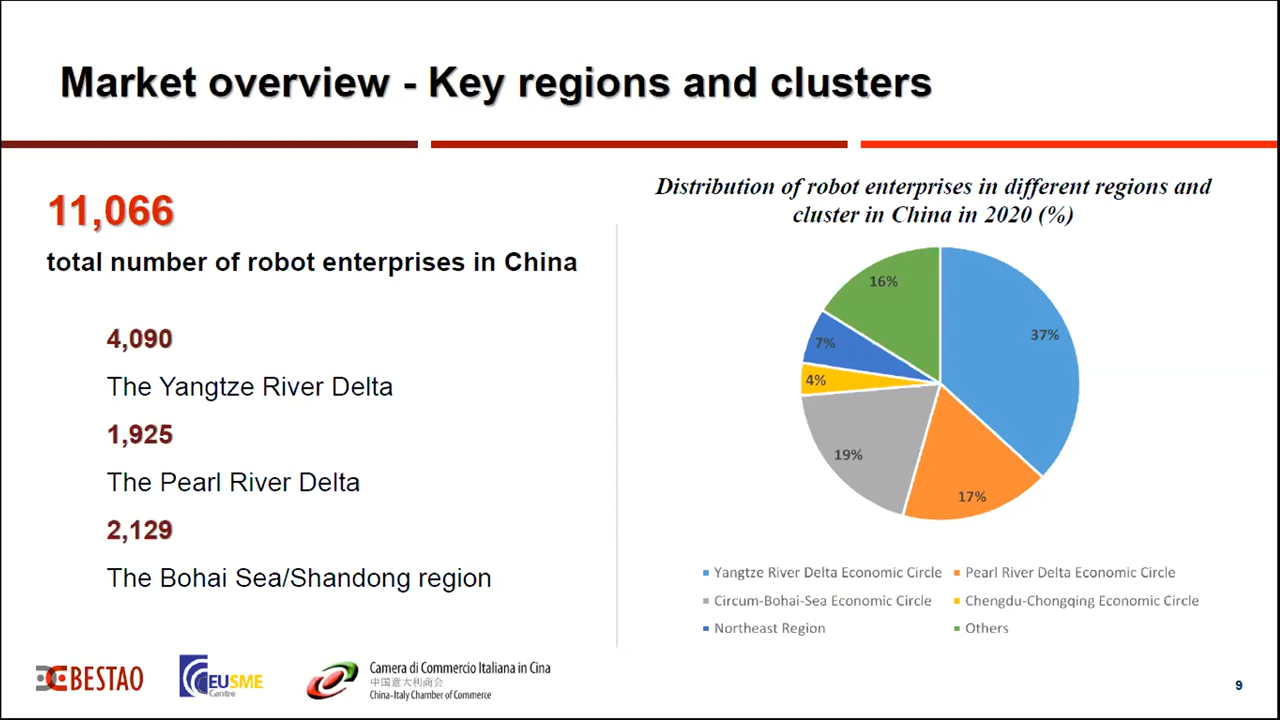 Market overview - Key regions and clusters
11,066
total number of robot enterprises in China
4,090
The Yangtze River Delta
1,925
The Pearl River Delta
2,129
The Bohai Sea/Shandong region
Distribution of robot enterprises in different regions and
cluster in China in 2020 (%)
16%
37%
7%
4%
19%
17%
Yangtze River Delta Economic Circle
Pearl River Delta Economic Circle
Circum-Bohai-Sea Economic Circle
Chengdu-Chongqing Economic Circle
Northeast Region
Others
BESTAO
EUSME
Centre
Camera di Commercio Italiana in Cina
中国意大利商会
China-Italy Chamber of Commerce
9